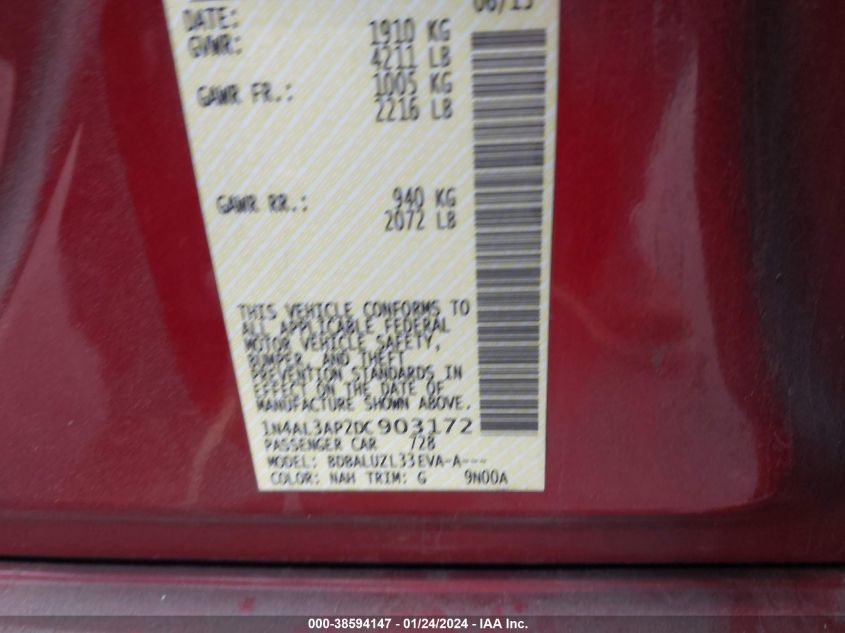 DATE: 06/13
GVWR: 1910 KG
4211 LB
GAWR FR.: 1005 KG
2216 LB
GAWR RR.: 940 KG
2072 LB
THIS VEHICLE CONFORMS TO
ALL APPLICABLE FEDERAL
MOTOR VEHICLE SAFETY,
BUMPER, AND THEFT
PREVENTION STANDARDS IN
EFFECT ON THE DATE OF
MANUFACTURE SHOWN ABOVE.
1N4AL3AP2DC903172
PASSENGER CAR 728
MODEL: BDBALUZL33EVA-A---
COLOR: NAH TRIM: G 9N00A
000-38594147 - 01/24/2024 - IAA Inc.